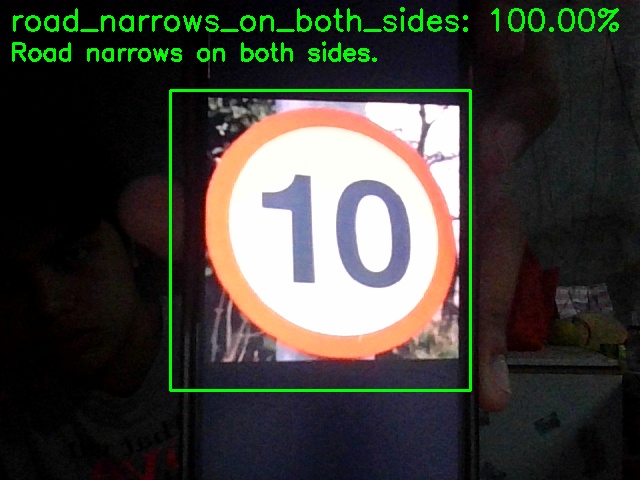 road_narrows_on_both_sides: 100.00%
Road narrows on both sides.
10